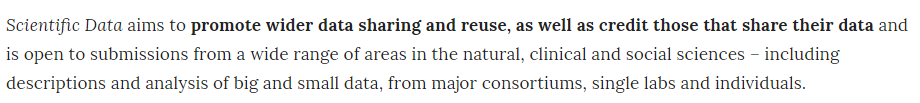 Scientific Data aims to promote wider data sharing and reuse, as well as credit those that share their data and
is open to submissions from a wide range of areas in the natural, clinical and social sciences – including
descriptions and analysis of big and small data, from major consortiums, single labs and individuals.